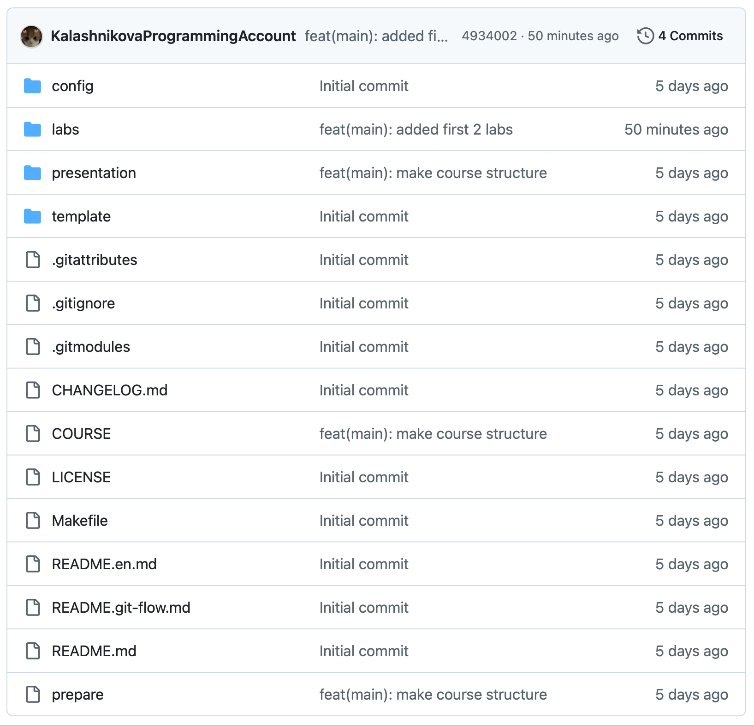 KalashnikovaProgrammingAccount feat(main): added fi... 4934002 · 50 minutes ago 4 Commits
config Initial commit 5 days ago
labs feat(main): added first 2 labs 50 minutes ago
presentation feat(main): make course structure 5 days ago
template Initial commit 5 days ago
.gitattributes Initial commit 5 days ago
.gitignore Initial commit 5 days ago
.gitmodules Initial commit 5 days ago
CHANGELOG.md Initial commit 5 days ago
COURSE feat(main): make course structure 5 days ago
LICENSE Initial commit 5 days ago
Makefile Initial commit 5 days ago
README.en.md Initial commit 5 days ago
README.git-flow.md Initial commit 5 days ago
README.md Initial commit 5 days ago
prepare feat(main): make course structure 5 days ago